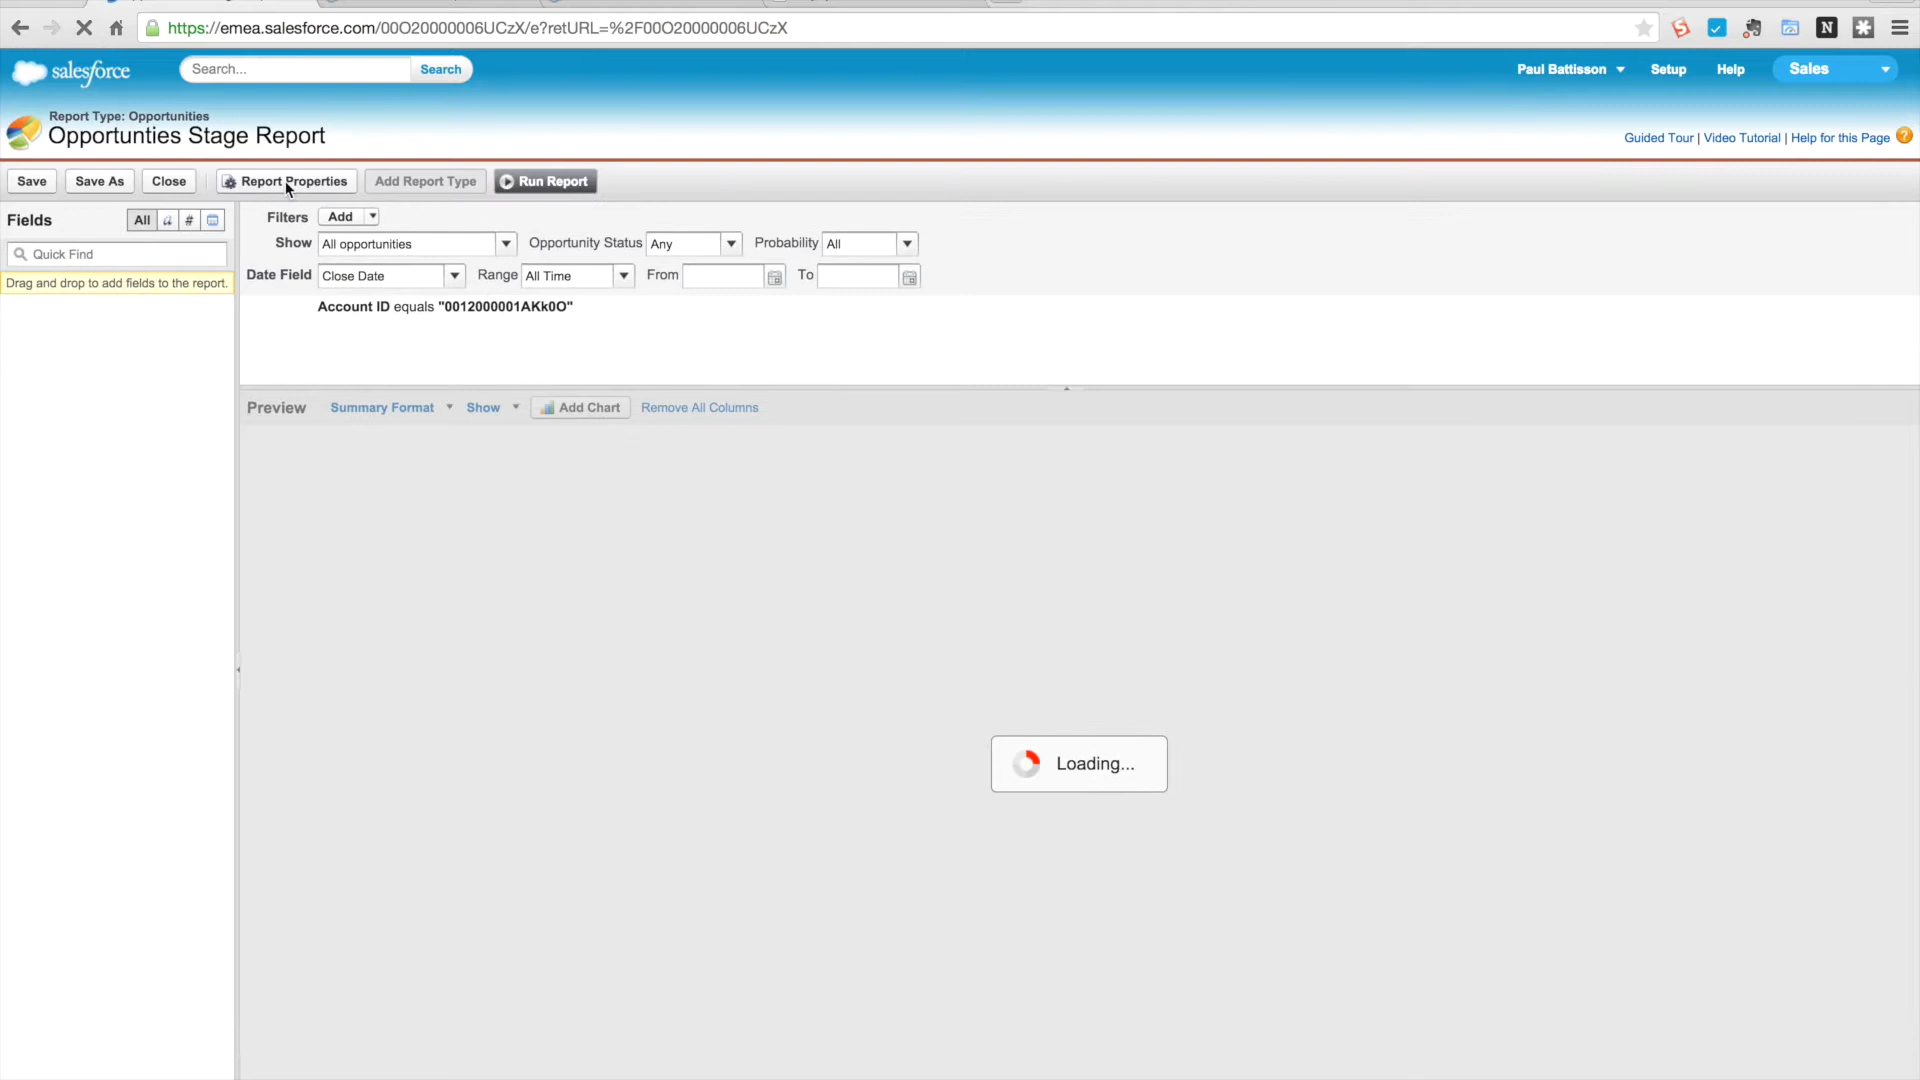 https://emea.salesforce.com/00O20000006UCzX/e?retURL=%2F00O20000006UCzX
salesforce Search... Search Paul Battisson Setup Help Sales
Report Type: Opportunities
Opportunties Stage Report
Guided Tour | Video Tutorial | Help for this Page ?
Save Save As Close Report Properties Add Report Type Run Report
Fields All a # Filters Add
Show All opportunities Opportunity Status Any Probability All
Quick Find
Date Field Close Date Range All Time From To
Drag and drop to add fields to the report.
Account ID equals "0012000001AKk0O"
Preview Summary Format Show Add Chart Remove All Columns
Loading...